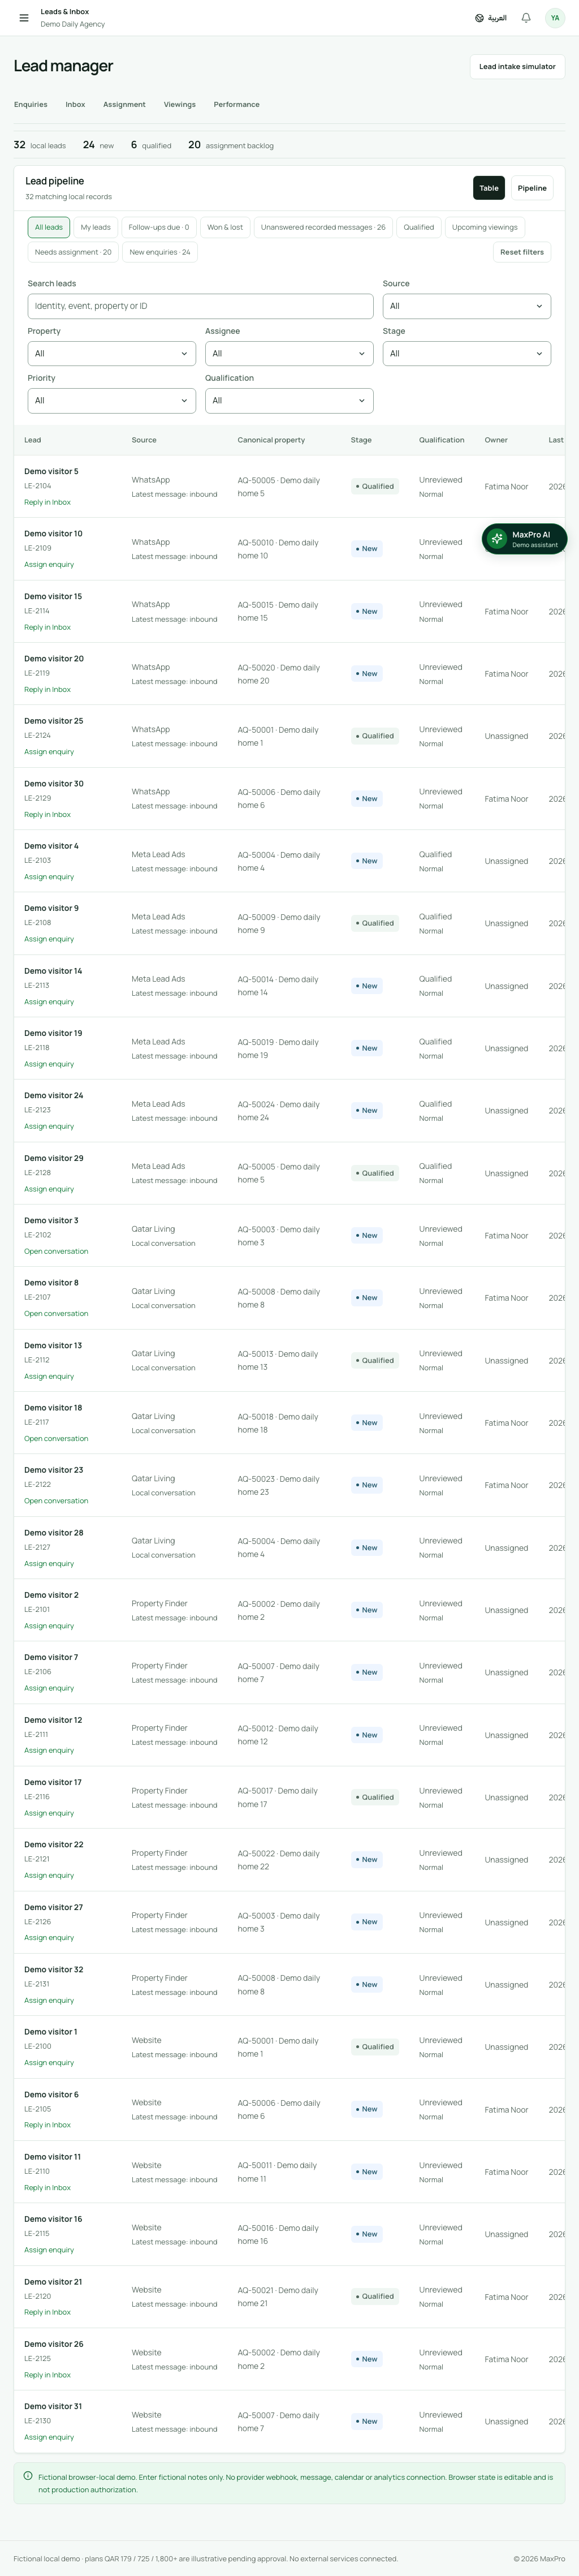 Leads & Inbox
Demo Daily Agency
العربية
YA
Lead manager
Lead intake simulator
Enquiries Inbox Assignment Viewings Performance
32 local leads 24 new 6 qualified 20 assignment backlog
Lead pipeline
32 matching local records
Table Pipeline
All leads My leads Follow-ups due · 0 Won & lost Unanswered recorded messages · 26 Qualified Upcoming viewings
Needs assignment · 20 New enquiries · 24 Reset filters
Search leads Source
Identity, event, property or ID All
Property Assignee Stage
All All All
Priority Qualification
All All
Lead Source Canonical property Stage Qualification Owner Last
Demo visitor 5
LE-2104
Reply in Inbox
WhatsApp
Latest message: inbound
AQ-50005 · Demo daily
home 5
Qualified
Unreviewed
Normal
Fatima Noor
2026
Demo visitor 10
LE-2109
Assign enquiry
WhatsApp
Latest message: inbound
AQ-50010 · Demo daily
home 10
New
Unreviewed
Normal
MaxPro AI
Demo assistant
Demo visitor 15
LE-2114
Reply in Inbox
WhatsApp
Latest message: inbound
AQ-50015 · Demo daily
home 15
New
Unreviewed
Normal
Fatima Noor
2026
Demo visitor 20
LE-2119
Reply in Inbox
WhatsApp
Latest message: inbound
AQ-50020 · Demo daily
home 20
New
Unreviewed
Normal
Fatima Noor
2026
Demo visitor 25
LE-2124
Assign enquiry
WhatsApp
Latest message: inbound
AQ-50001 · Demo daily
home 1
Qualified
Unreviewed
Normal
Unassigned
2026
Demo visitor 30
LE-2129
Reply in Inbox
WhatsApp
Latest message: inbound
AQ-50006 · Demo daily
home 6
New
Unreviewed
Normal
Fatima Noor
2026
Demo visitor 4
LE-2103
Assign enquiry
Meta Lead Ads
Latest message: inbound
AQ-50004 · Demo daily
home 4
New
Qualified
Normal
Unassigned
2026
Demo visitor 9
LE-2108
Assign enquiry
Meta Lead Ads
Latest message: inbound
AQ-50009 · Demo daily
home 9
Qualified
Qualified
Normal
Unassigned
2026
Demo visitor 14
LE-2113
Assign enquiry
Meta Lead Ads
Latest message: inbound
AQ-50014 · Demo daily
home 14
New
Qualified
Normal
Unassigned
2026
Demo visitor 19
LE-2118
Assign enquiry
Meta Lead Ads
Latest message: inbound
AQ-50019 · Demo daily
home 19
New
Qualified
Normal
Unassigned
2026
Demo visitor 24
LE-2123
Assign enquiry
Meta Lead Ads
Latest message: inbound
AQ-50024 · Demo daily
home 24
New
Qualified
Normal
Unassigned
2026
Demo visitor 29
LE-2128
Assign enquiry
Meta Lead Ads
Latest message: inbound
AQ-50005 · Demo daily
home 5
Qualified
Qualified
Normal
Unassigned
2026
Demo visitor 3
LE-2102
Open conversation
Qatar Living
Local conversation
AQ-50003 · Demo daily
home 3
New
Unreviewed
Normal
Fatima Noor
2026
Demo visitor 8
LE-2107
Open conversation
Qatar Living
Local conversation
AQ-50008 · Demo daily
home 8
New
Unreviewed
Normal
Fatima Noor
2026
Demo visitor 13
LE-2112
Assign enquiry
Qatar Living
Local conversation
AQ-50013 · Demo daily
home 13
Qualified
Unreviewed
Normal
Unassigned
2026
Demo visitor 18
LE-2117
Open conversation
Qatar Living
Local conversation
AQ-50018 · Demo daily
home 18
New
Unreviewed
Normal
Fatima Noor
2026
Demo visitor 23
LE-2122
Open conversation
Qatar Living
Local conversation
AQ-50023 · Demo daily
home 23
New
Unreviewed
Normal
Fatima Noor
2026
Demo visitor 28
LE-2127
Assign enquiry
Qatar Living
Local conversation
AQ-50004 · Demo daily
home 4
New
Unreviewed
Normal
Unassigned
2026
Demo visitor 2
LE-2101
Assign enquiry
Property Finder
Latest message: inbound
AQ-50002 · Demo daily
home 2
New
Unreviewed
Normal
Unassigned
2026
Demo visitor 7
LE-2106
Assign enquiry
Property Finder
Latest message: inbound
AQ-50007 · Demo daily
home 7
New
Unreviewed
Normal
Unassigned
2026
Demo visitor 12
LE-2111
Assign enquiry
Property Finder
Latest message: inbound
AQ-50012 · Demo daily
home 12
New
Unreviewed
Normal
Unassigned
2026
Demo visitor 17
LE-2116
Assign enquiry
Property Finder
Latest message: inbound
AQ-50017 · Demo daily
home 17
Qualified
Unreviewed
Normal
Unassigned
2026
Demo visitor 22
LE-2121
Assign enquiry
Property Finder
Latest message: inbound
AQ-50022 · Demo daily
home 22
New
Unreviewed
Normal
Unassigned
2026
Demo visitor 27
LE-2126
Assign enquiry
Property Finder
Latest message: inbound
AQ-50003 · Demo daily
home 3
New
Unreviewed
Normal
Unassigned
2026
Demo visitor 32
LE-2131
Assign enquiry
Property Finder
Latest message: inbound
AQ-50008 · Demo daily
home 8
New
Unreviewed
Normal
Unassigned
2026
Demo visitor 1
LE-2100
Assign enquiry
Website
Latest message: inbound
AQ-50001 · Demo daily
home 1
Qualified
Unreviewed
Normal
Unassigned
2026
Demo visitor 6
LE-2105
Reply in Inbox
Website
Latest message: inbound
AQ-50006 · Demo daily
home 6
New
Unreviewed
Normal
Fatima Noor
2026
Demo visitor 11
LE-2110
Reply in Inbox
Website
Latest message: inbound
AQ-50011 · Demo daily
home 11
New
Unreviewed
Normal
Fatima Noor
2026
Demo visitor 16
LE-2115
Assign enquiry
Website
Latest message: inbound
AQ-50016 · Demo daily
home 16
New
Unreviewed
Normal
Unassigned
2026
Demo visitor 21
LE-2120
Reply in Inbox
Website
Latest message: inbound
AQ-50021 · Demo daily
home 21
Qualified
Unreviewed
Normal
Fatima Noor
2026
Demo visitor 26
LE-2125
Reply in Inbox
Website
Latest message: inbound
AQ-50002 · Demo daily
home 2
New
Unreviewed
Normal
Fatima Noor
2026
Demo visitor 31
LE-2130
Assign enquiry
Website
Latest message: inbound
AQ-50007 · Demo daily
home 7
New
Unreviewed
Normal
Unassigned
2026
Fictional browser-local demo. Enter fictional notes only. No provider webhook, message, calendar or analytics connection. Browser state is editable and is
not production authorization.
Fictional local demo · plans QAR 179 / 725 / 1,800+ are illustrative pending approval. No external services connected. © 2026 MaxPro